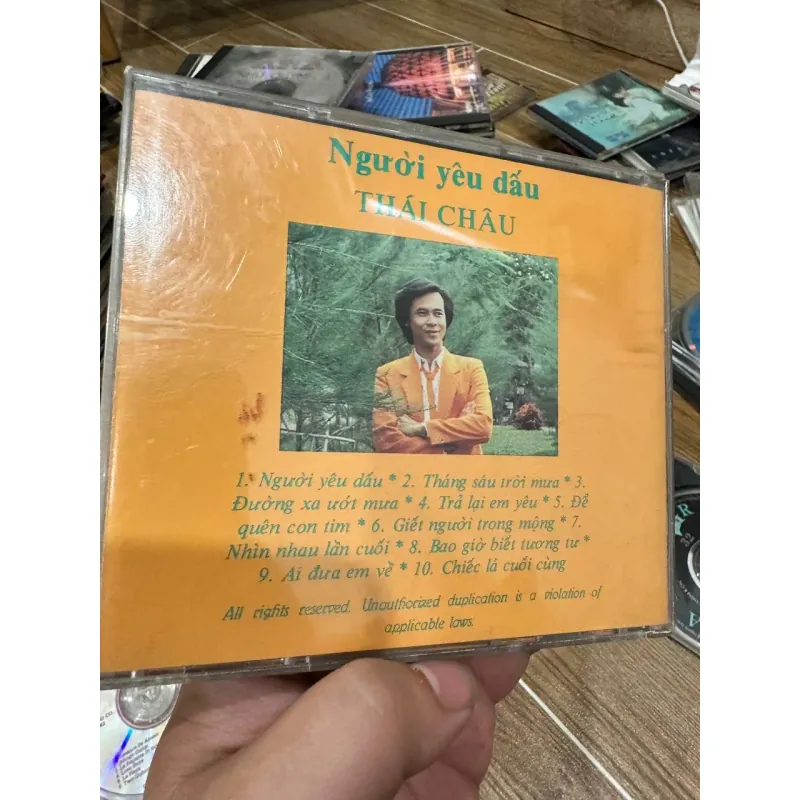 Người yêu dấu
THÁI CHÂU
1. Người yêu dấu * 2. Tháng sáu trời mưa * 3.
Đường xa ướt mưa * 4. Trả lại em yêu * 5. Để
quên con tim * 6. Giết người trong mộng * 7.
Nhìn nhau lần cuối * 8. Bao giờ biết tương tư *
9. Ai đưa em về * 10. Chiếc lá cuối cùng
All rights reserved. Unauthorized duplication is a violation of
applicable laws.